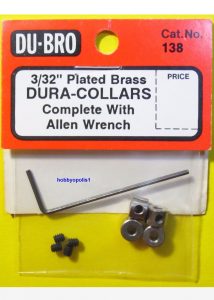 DU-BRO
Cat.No.
138
3/32" Plated Brass
DURA-COLLARS
Complete With
Allen Wrench
PRICE
hobbyopolis1